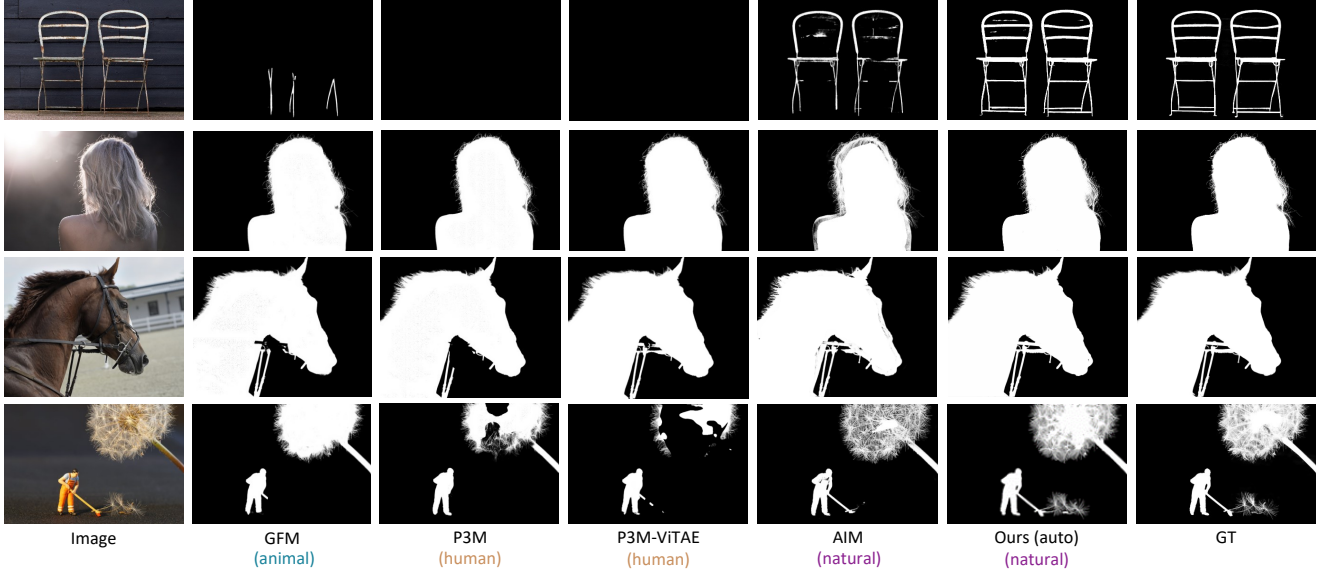 Image
GFM
P3M
P3M-ViTAE
AIM
Ours (auto)
GT
(animal)
(human)
(human)
(natural)
(natural)